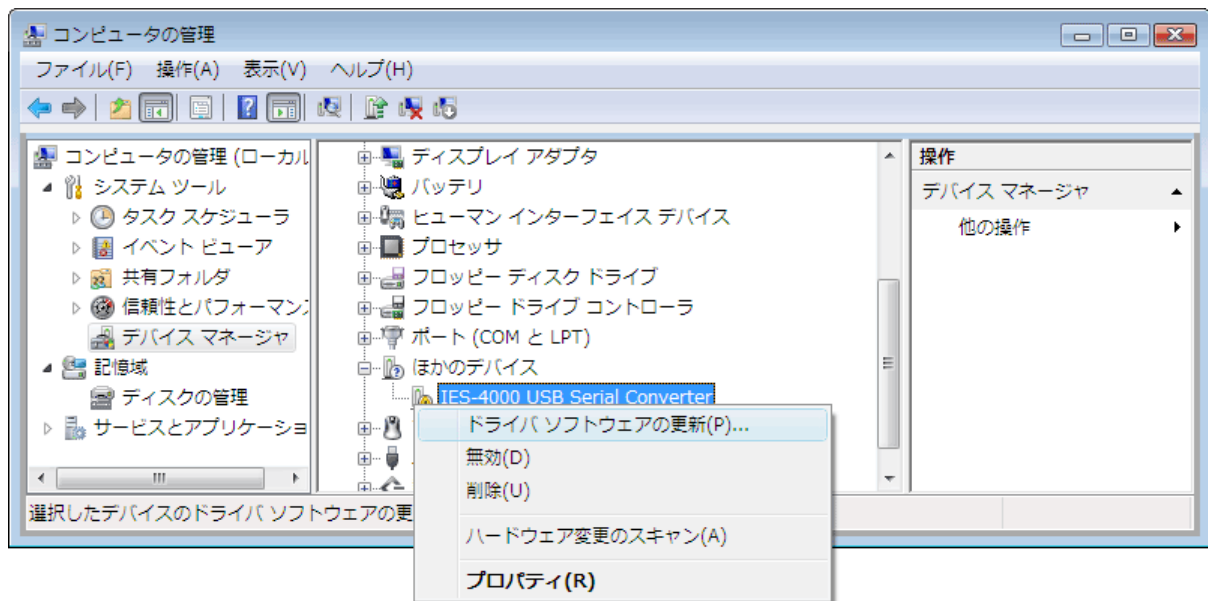 コンピュータの管理
ファイル(F) 操作(A) 表示(V) ヘルプ(H)
コンピュータの管理 (ローカル
システム ツール
タスク スケジューラ
イベント ビューア
共有フォルダ
信頼性とパフォーマンス
デバイス マネージャ
記憶域
ディスクの管理
サービスとアプリケーショ
ディスプレイ アダプタ
バッテリ
ヒューマン インターフェイス デバイス
プロセッサ
フロッピー ディスク ドライブ
フロッピー ドライブ コントローラ
ポート (COM と LPT)
ほかのデバイス
IES-4000 USB Serial Converter
ドライバ ソフトウェアの更新(P)...
無効(D)
削除(U)
ハードウェア変更のスキャン(A)
プロパティ(R)
操作
デバイス マネージャ
他の操作
選択したデバイスのドライバ ソフトウェアの更